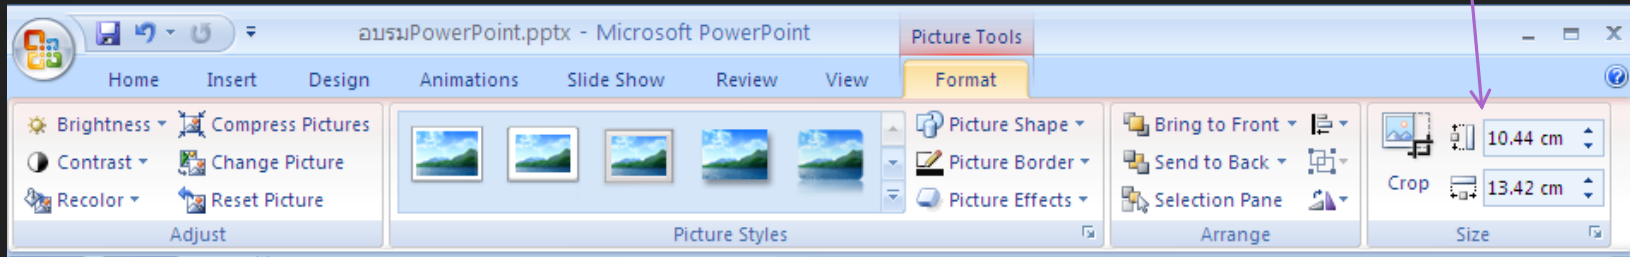 อบรมPowerPoint.pptx - Microsoft PowerPoint
Picture Tools
Home Insert Design Animations Slide Show Review View Format
Brightness
Contrast
Recolor
Compress Pictures
Change Picture
Reset Picture
Adjust
Picture Shape
Picture Border
Picture Effects
Picture Styles
Bring to Front
Send to Back
Selection Pane
Arrange
Crop
10.44 cm
13.42 cm
Size